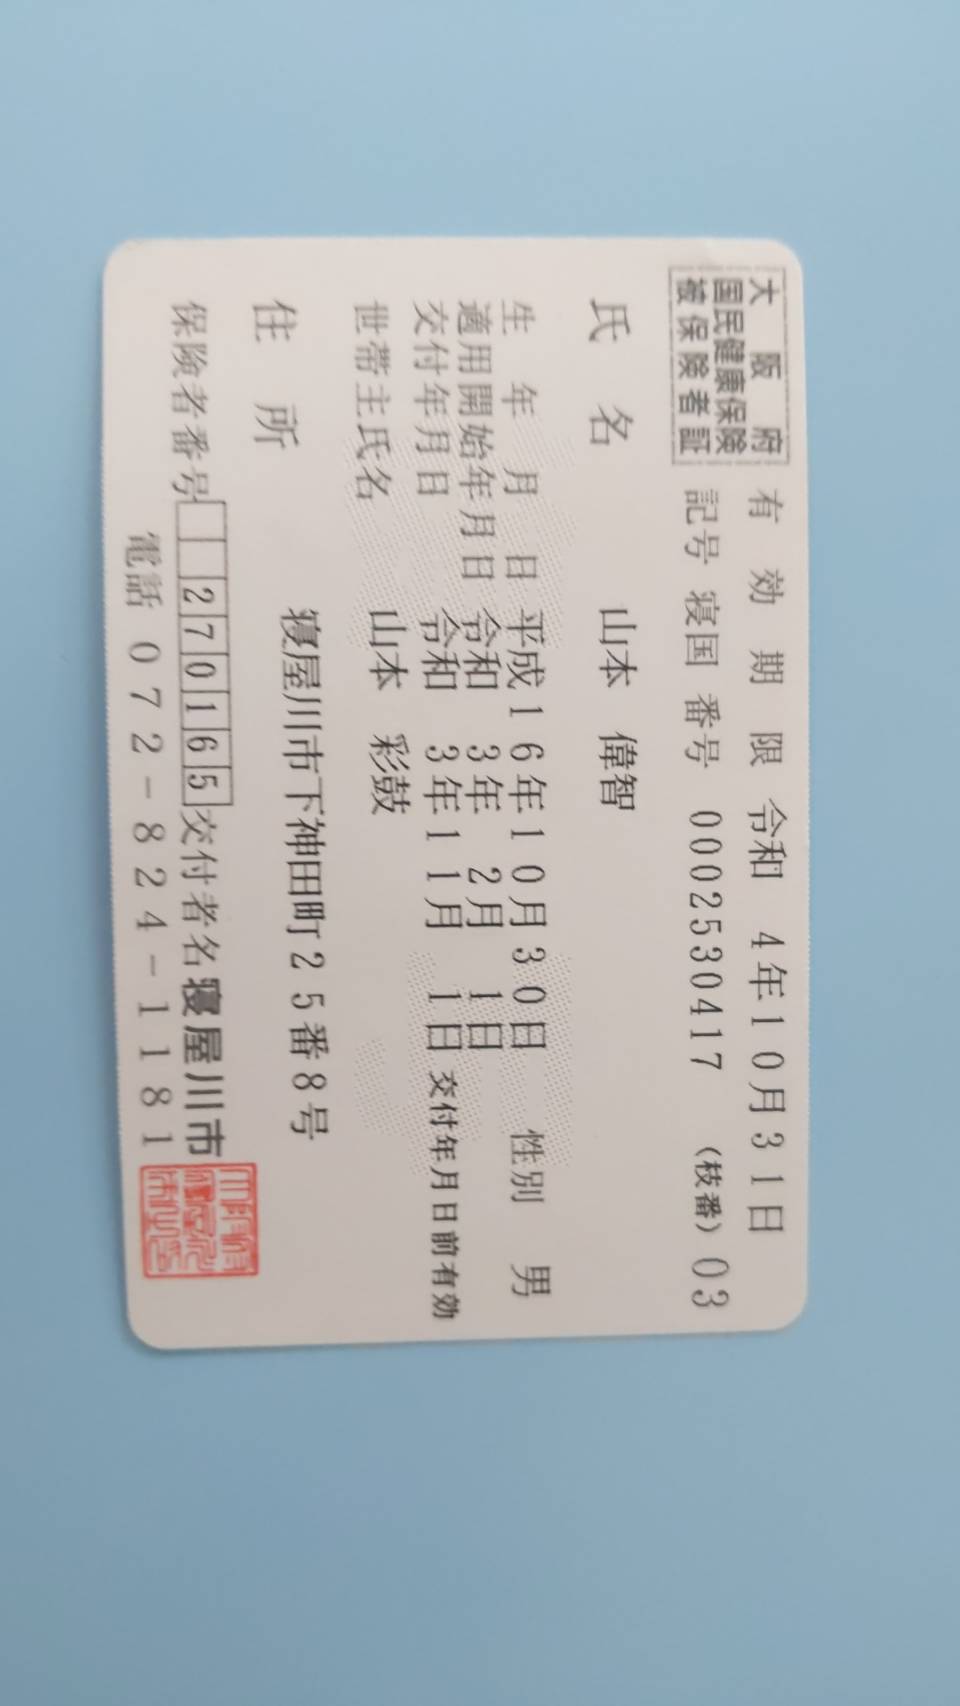 大阪府
国民健康保険
被保険者証
有効期限 令和 4年10月31日
記号 寝国 番号 0002530417 (枝番) 03
氏名 山本 偉智
生年月日 平成16年10月30日 性別 男
適用開始年月日 令和 3年 2月 1日
交付年月日 令和 3年11月 1日 交付年月日前有効
世帯主氏名 山本 彩鼓
住所 寝屋川市下神田町25番8号
保険者番号 270165 交付者名 寝屋川市
電話 072-824-1181